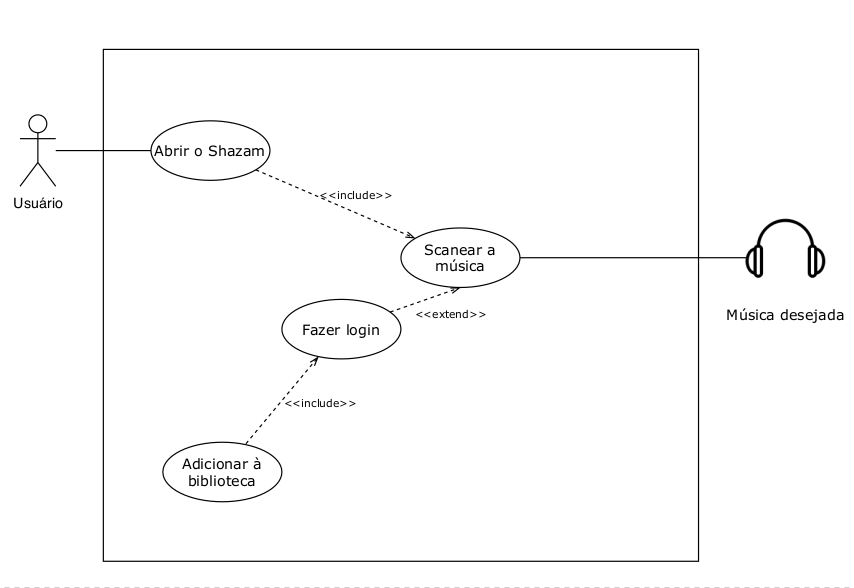 Abrir o Shazam
<<include>>
Usuário
Scanear a
música
Música desejada
<<extend>>
Fazer login
<<include>>
Adicionar à
biblioteca